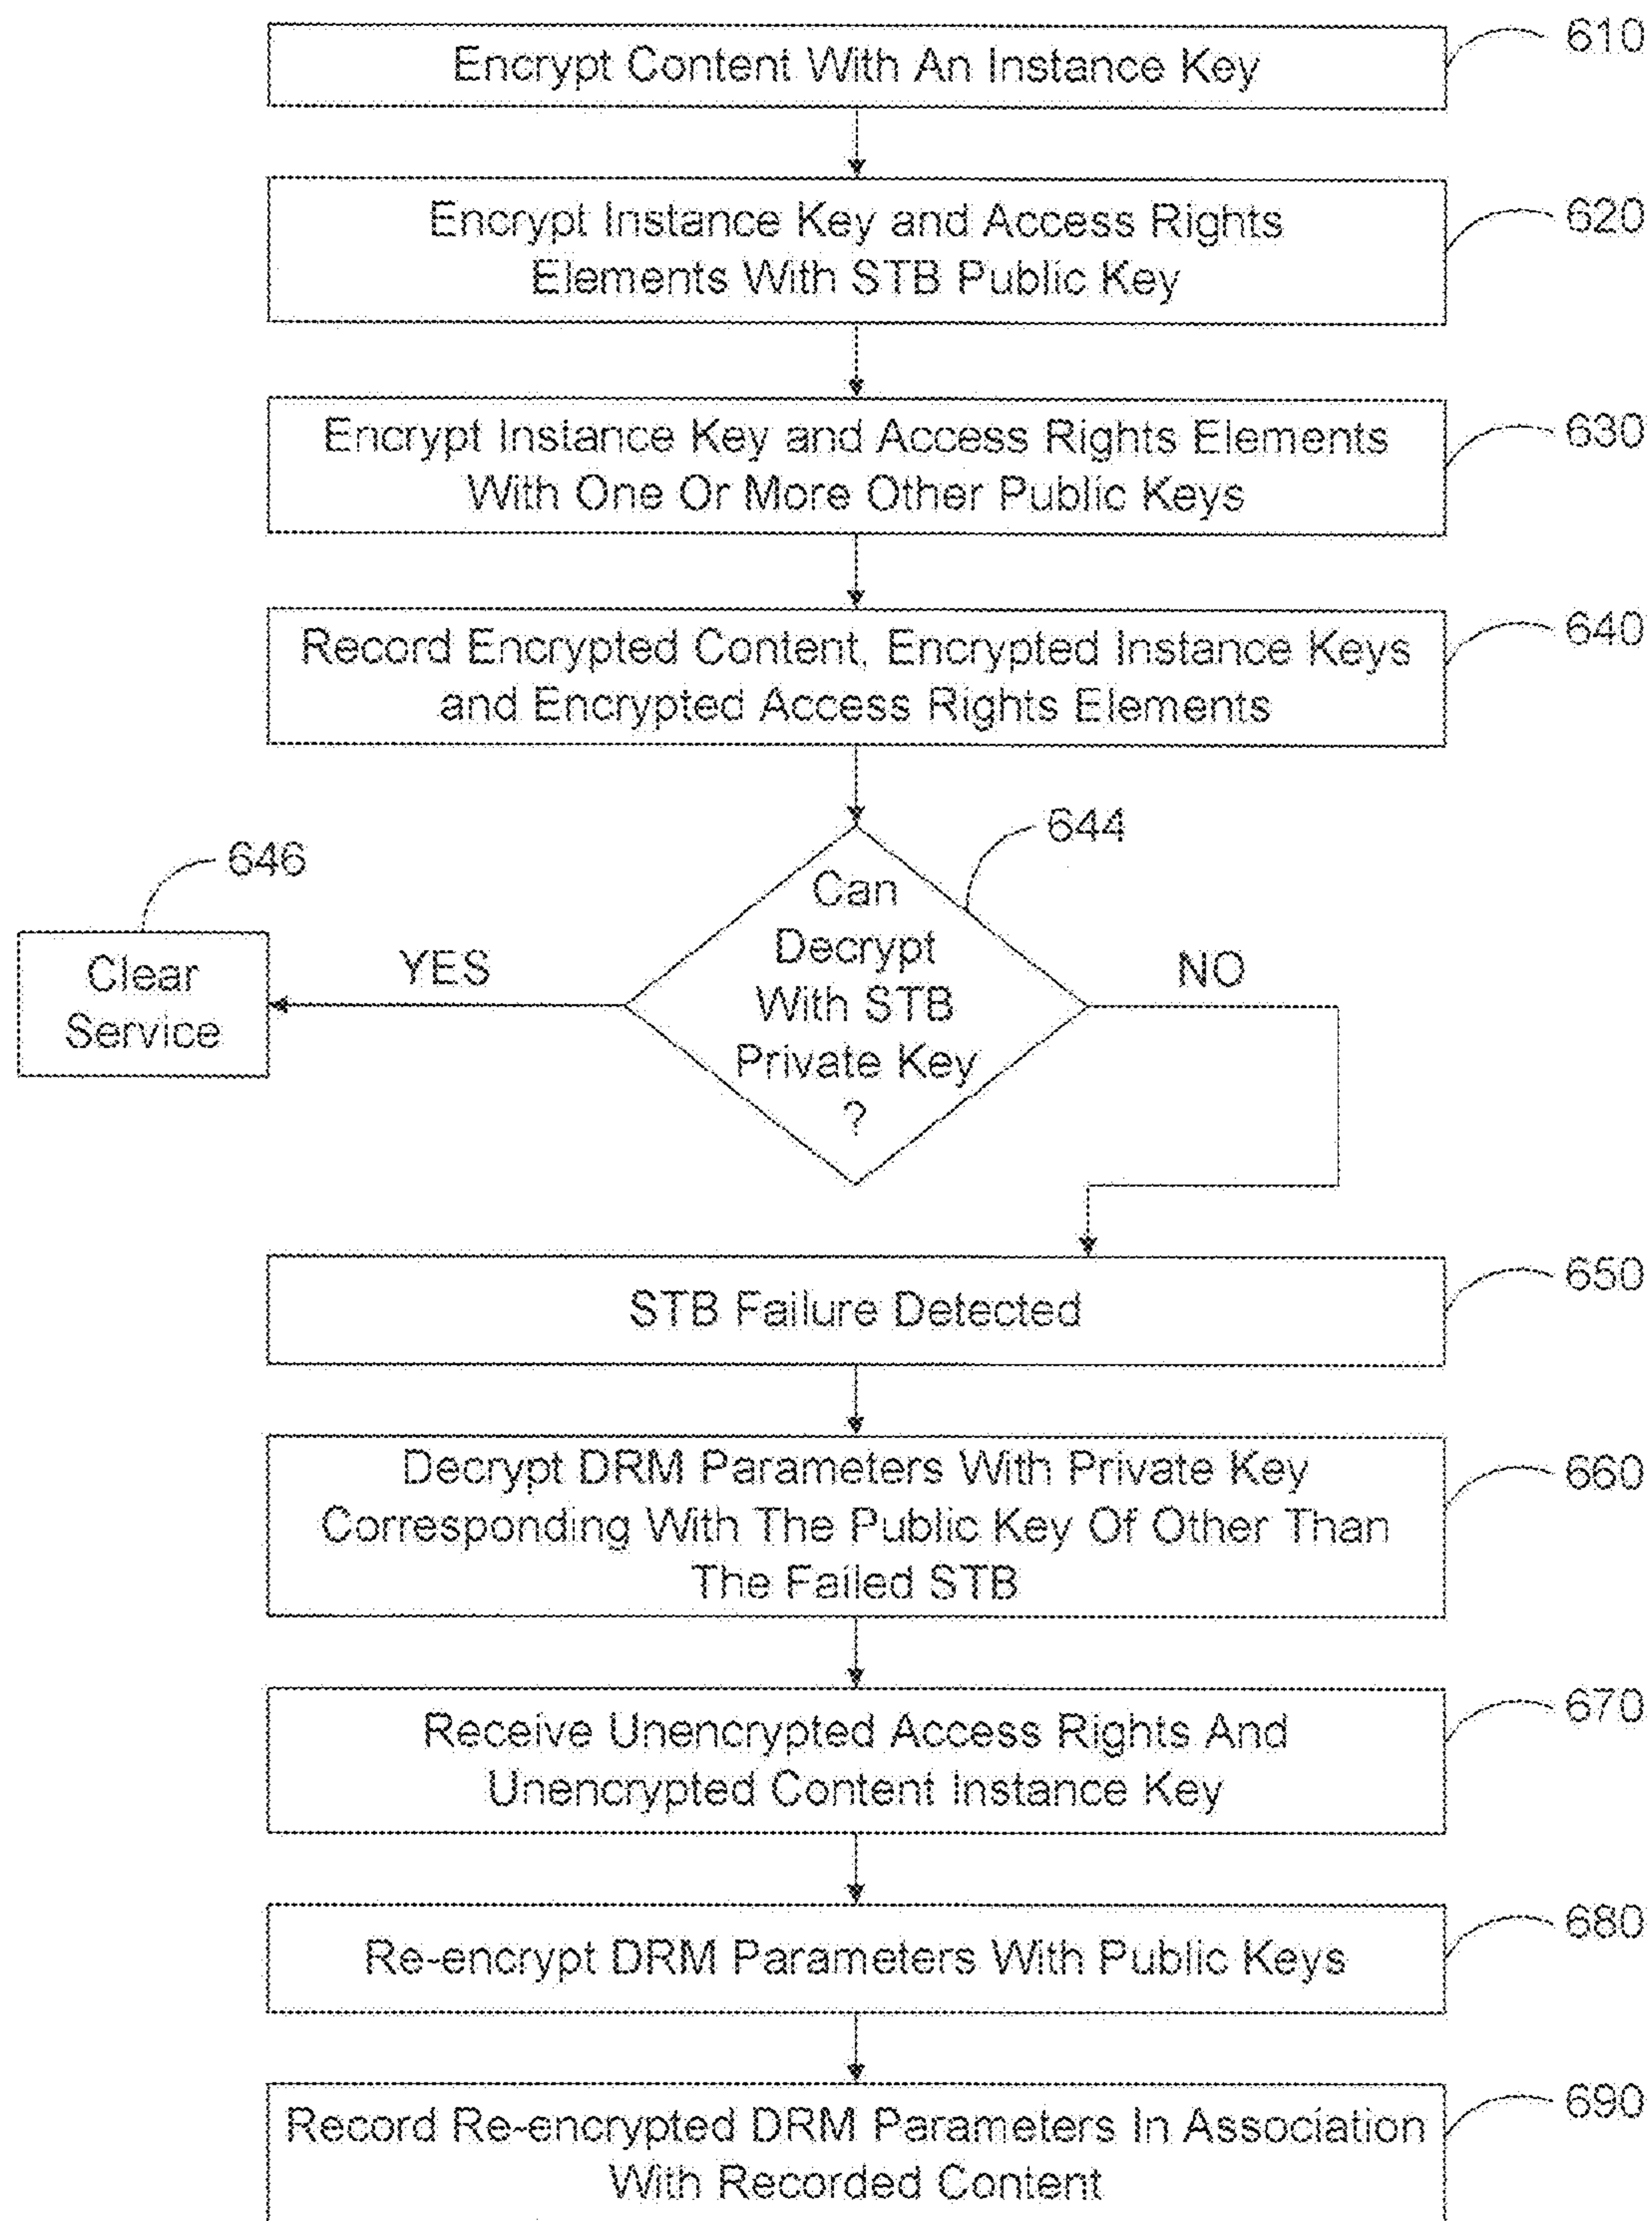 Encrypt Content With An Instance Key
610
Encrypt Instance Key and Access Rights
Elements With STB Public Key
620
Encrypt Instance Key and Access Rights Elements
With One Or More Other Public Keys
630
Record Encrypted Content, Encrypted Instance Keys
and Encrypted Access Rights Elements
640
644
646
Can
Decrypt
With STB
Private Key
?
YES
NO
Clear
Service
STB Failure Detected
650
Decrypt DRM Parameters With Private Key
Corresponding With The Public Key Of Other Than
The Failed STB
660
Receive Unencrypted Access Rights And
Unencrypted Content Instance Key
670
Re-encrypt DRM Parameters With Public Keys
680
Record Re-encrypted DRM Parameters In Association
With Recorded Content
690